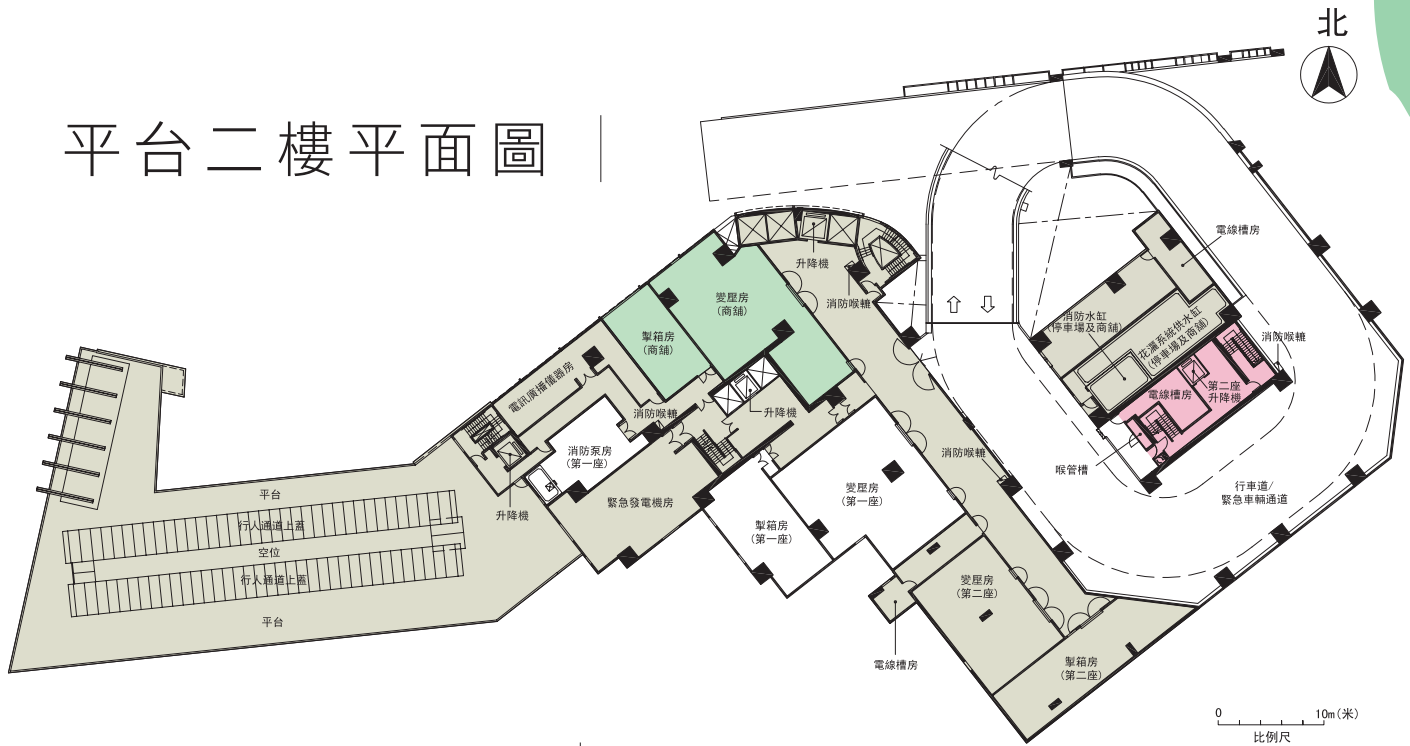 北
平台二樓平面圖
電線槽房
升降機
變壓房
(商舖)
消防喉轆
消防水缸
(停車場及商舖)
花灑系統供水缸
(停車場及商舖)
消防喉轆
掣箱房
(商舖)
電訊廣播儀器房
第二座
升降機
電線槽房
消防喉轆
升降機
消防泵房
(第一座)
消防喉轆
喉管槽
行車道/
緊急車輛通道
變壓房
(第一座)
平台
緊急發電機房
升降機
行人通道上蓋
掣箱房
(第一座)
空位
行人通道上蓋
變壓房
(第二座)
平台
電線槽房
掣箱房
(第二座)
0 10m(米)
比例尺